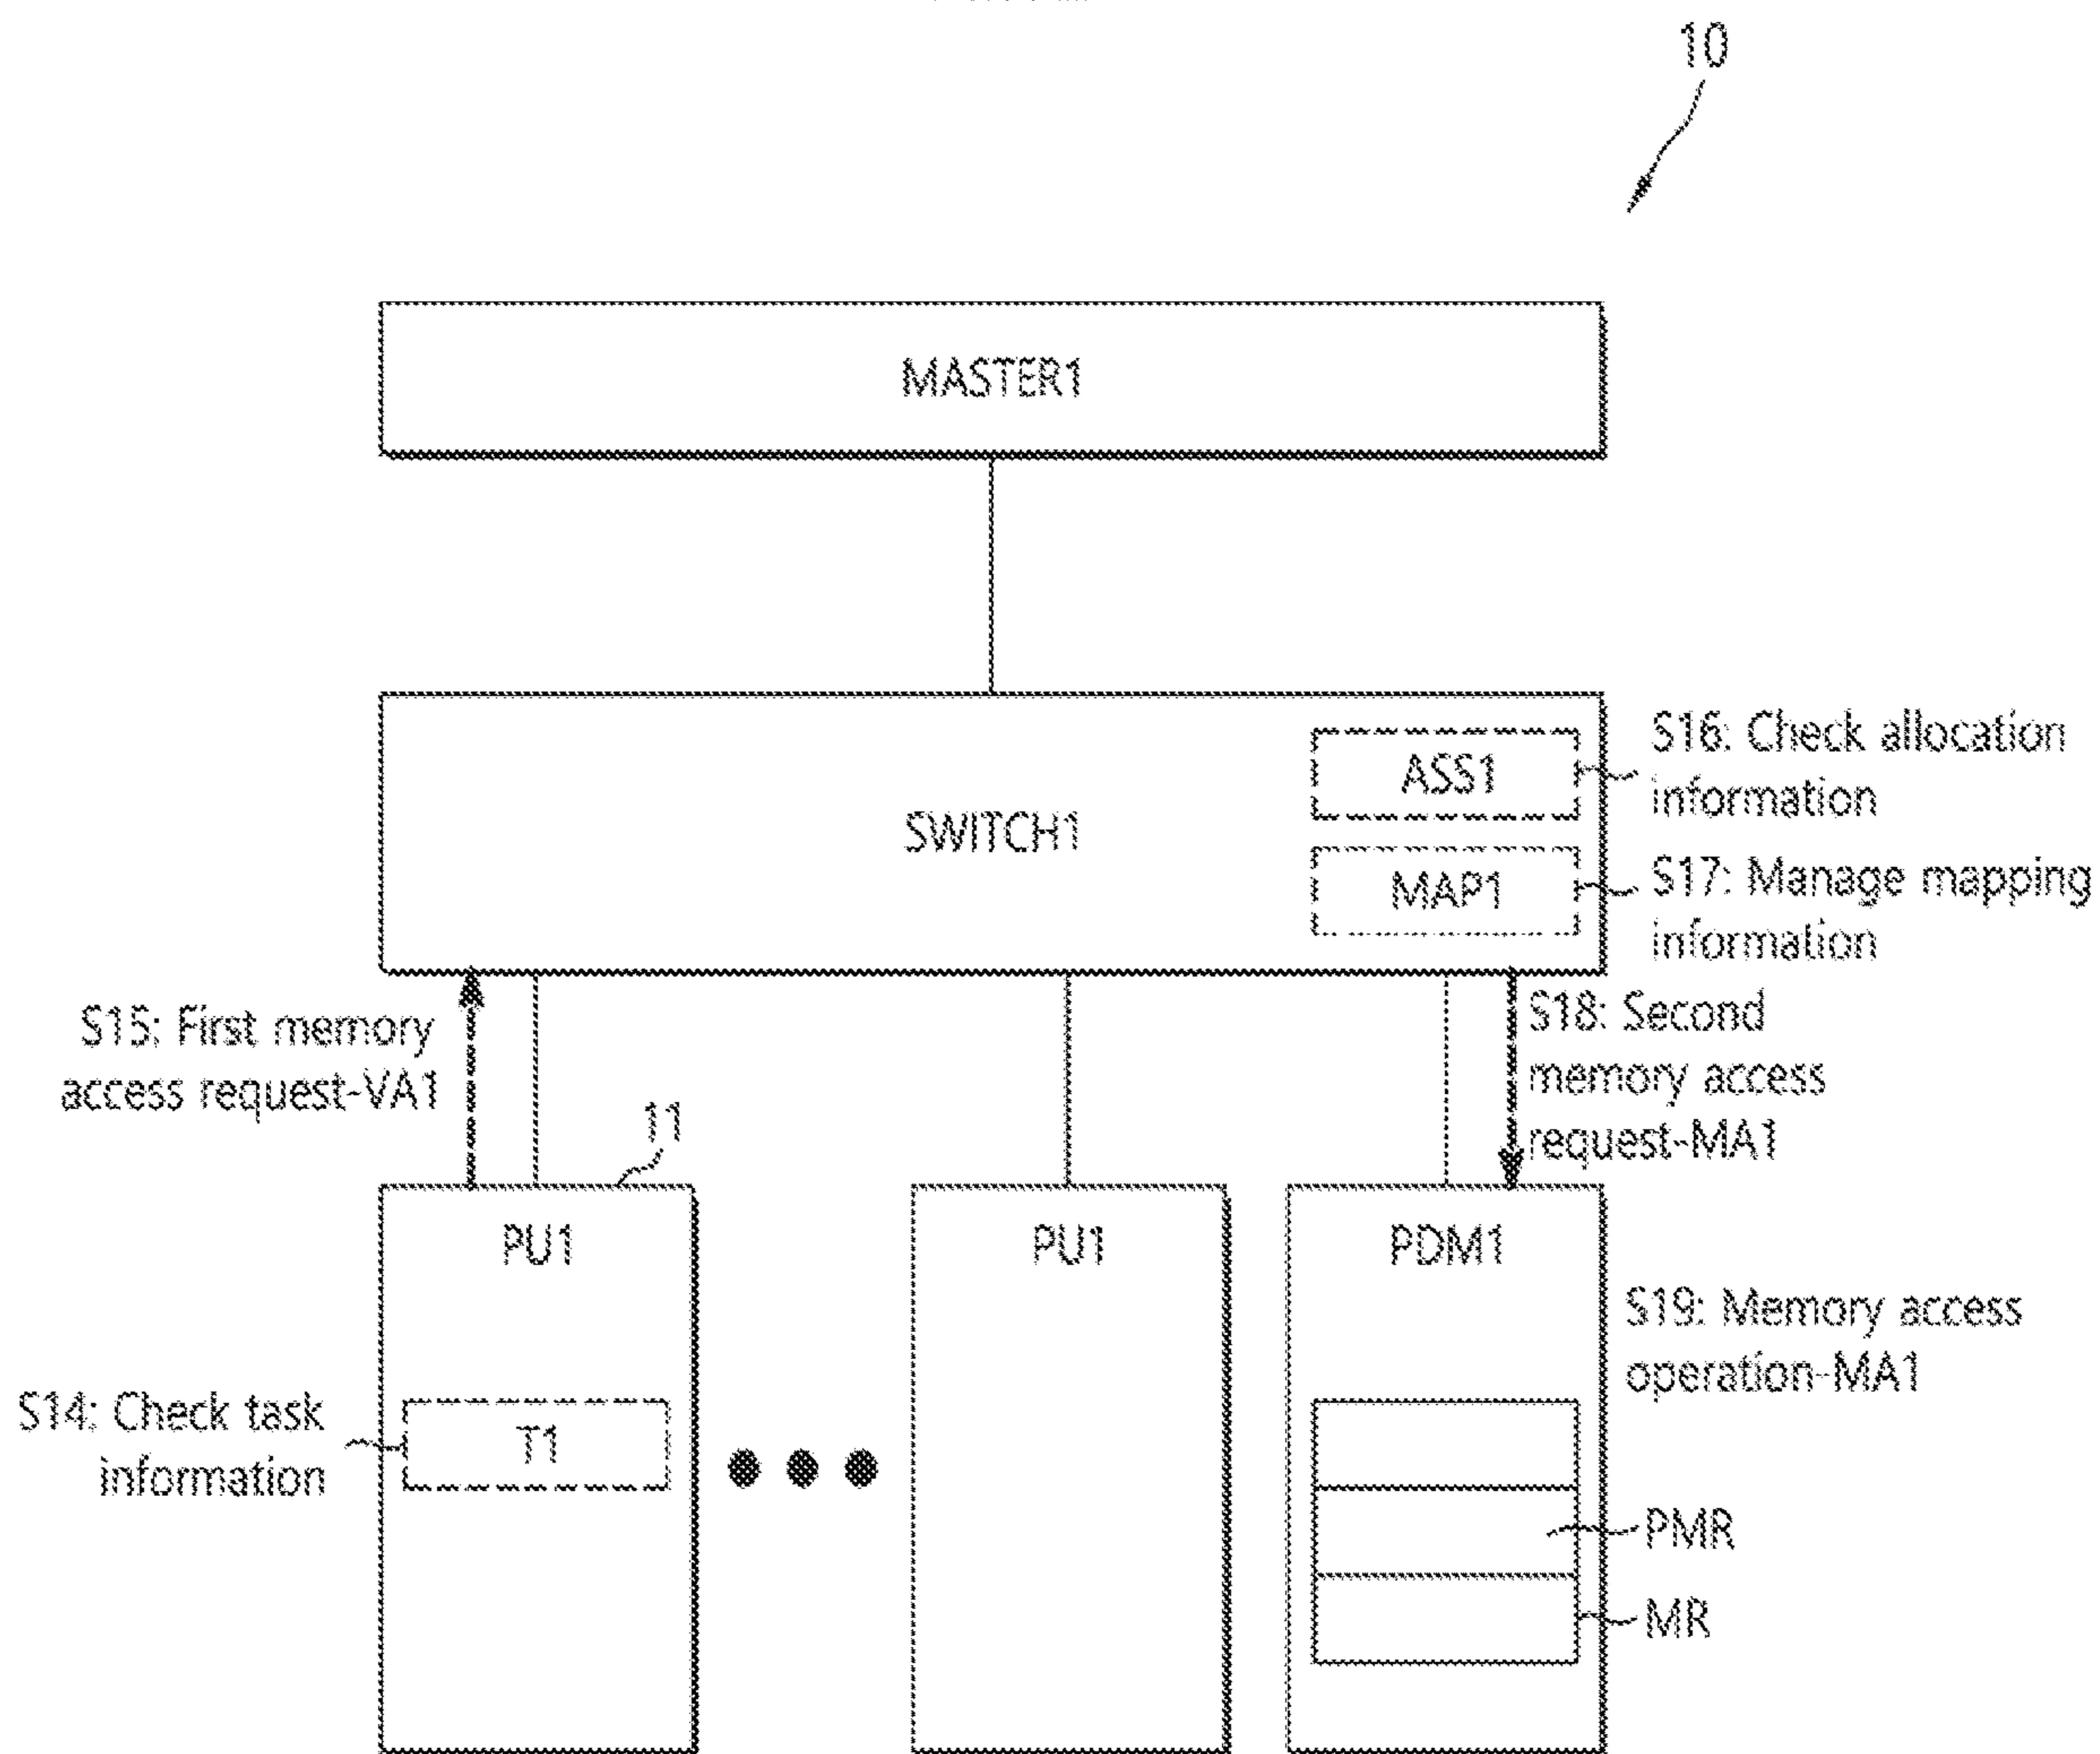 10
MASTER1
SWITCH1
ASS1
S16: Check allocation
information
MAP1
S17: Manage mapping
information
S15: First memory
access request-VA1
S18: Second
memory access
request-MA1
11
PU1
PU1
PDM1
S19: Memory access
operation-MA1
S14: Check task
information
T1
PMR
MR